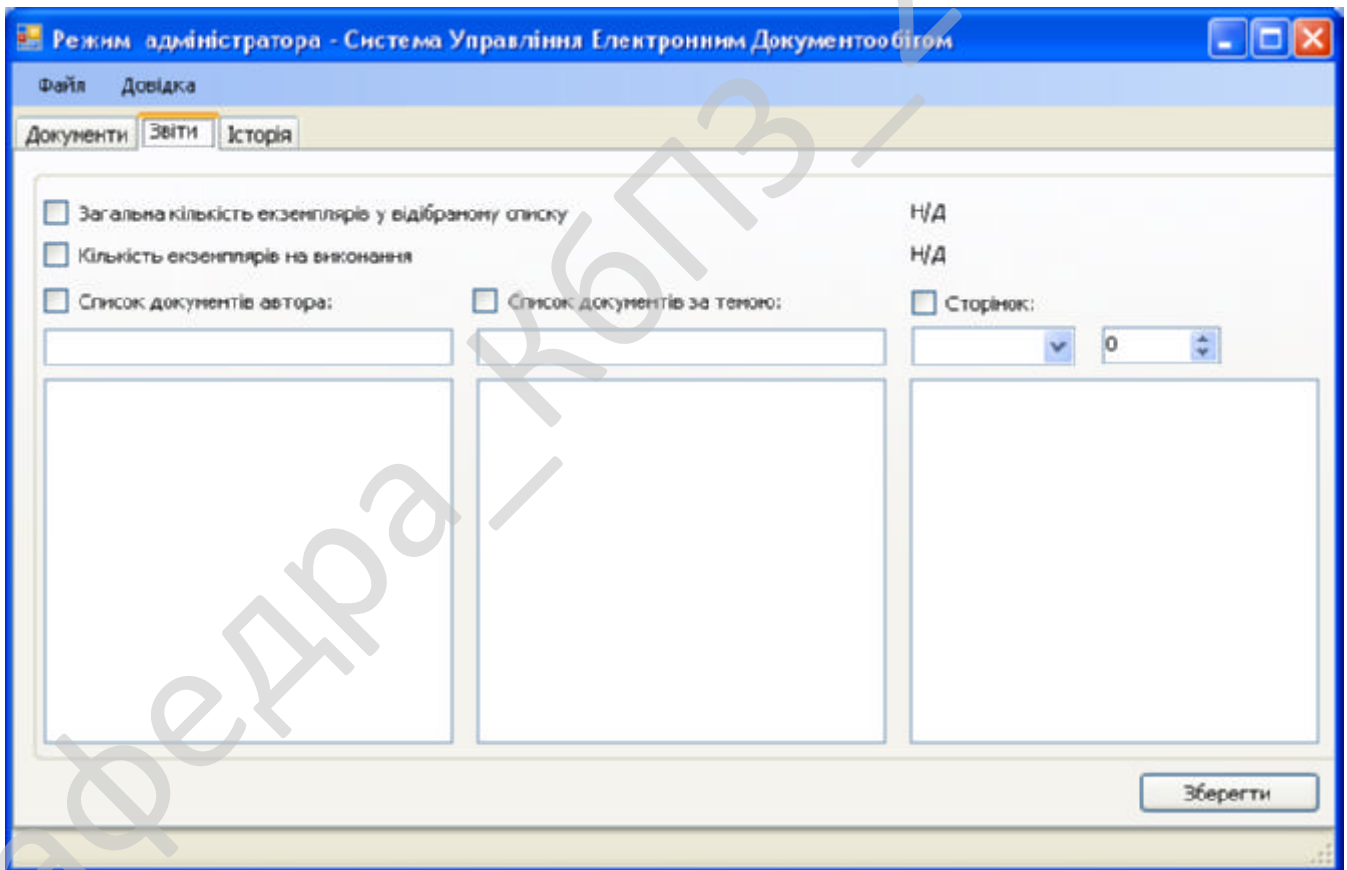 Режим адміністратора - Система Управління Електронним Документообігом
Файл Довідка
Документи Звіти Історія
Загальна кількість екземплярів у відібраному списку Н/Д
Кількість екземплярів на виконання Н/Д
Список документів автора: Список документів за темою: Сторінок:
0
Зберегти
афедра_КбПЗ_